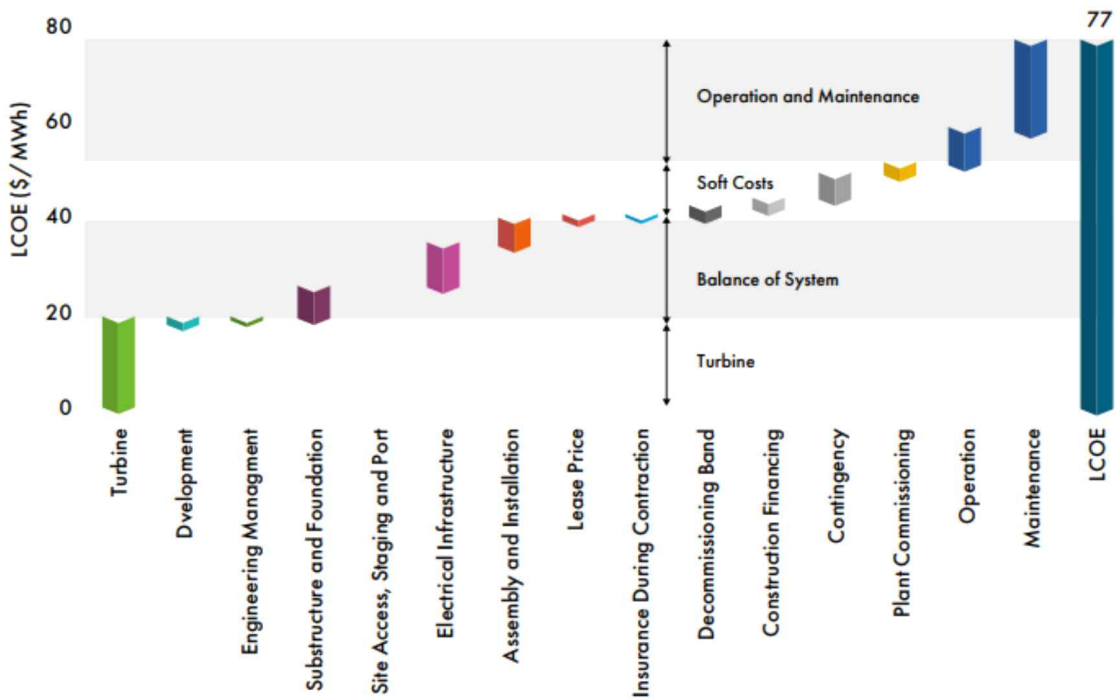 77
80
60
40
20
0
LCOE ($/MWh)
Operation and Maintenance
Soft Costs
Balance of System
Turbine
Turbine
Dvelopment
Engineering Managment
Substructure and Foundation
Site Access, Staging and Port
Electrical Infrastructure
Assembly and Installation
Lease Price
Insurance During Contraction
Decommissioning Band
Construction Financing
Contingency
Plant Commissioning
Operation
Maintenance
LCOE